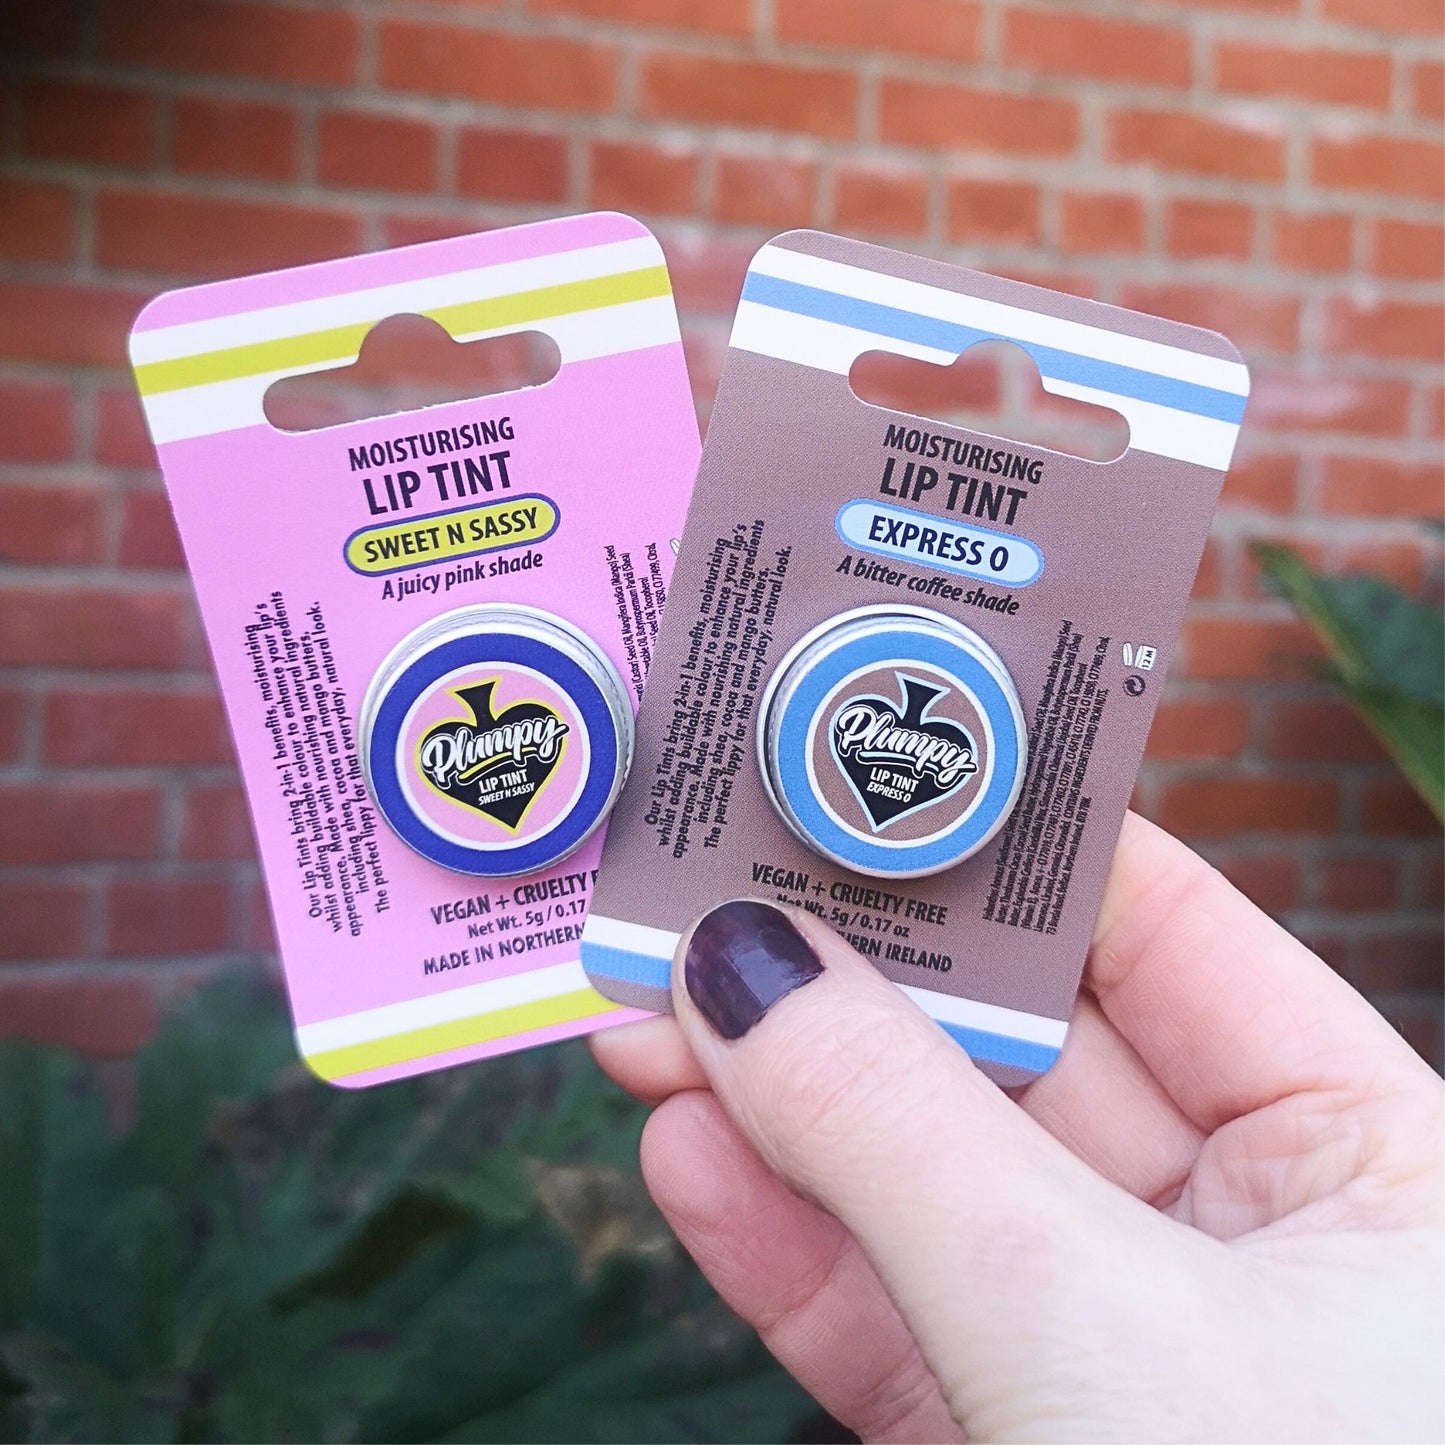 MOISTURISING
LIP TINT
SWEET N SASSY
A juicy pink shade
Our Lip Tints bring 2-in-1 benefits, moisturising
whilst adding buildable colour to enhance your lip's
appearance. Made with nourishing natural ingredients
including shea, cocoa and mango butters.
The perfect lippy for that everyday, natural look.
Plumpy
LIP TINT
SWEET N SASSY
VEGAN + CRUELTY F
Net Wt. 5g / 0.17
MADE IN NORTHERN
MOISTURISING
LIP TINT
EXPRESS O
A bitter coffee shade
Our Lip Tints bring 2-in-1 benefits, moisturising
whilst adding buildable colour to enhance your lip's
appearance. Made with nourishing natural ingredients
including shea, cocoa and mango butters.
The perfect lippy for that everyday, natural look.
Plumpy
LIP TINT
EXPRESS O
12 M
VEGAN + CRUELTY FREE
Net Wt. 5g / 0.17 oz
HERN IRELAND